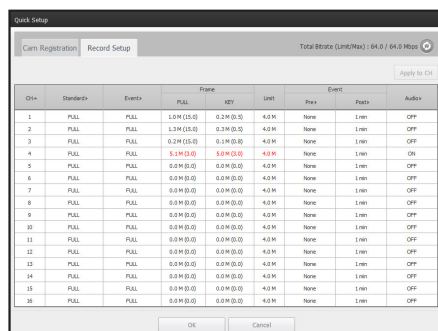 Quick Setup
Cam Registration Record Setup Total Bitrate (Limit/Max) : 64.0 / 64.0 Mbps
Apply to CH
CH▾ Standard▾ Event▾ Frame Limit Event Audio▾
FULL KEY Pre▾ Post▾
1 FULL FULL 1.0 M (15.0) 0.2 M (0.5) 4.0 M None 1 min OFF
2 FULL FULL 1.3 M (15.0) 0.3 M (0.5) 4.0 M None 1 min OFF
3 FULL FULL 0.2 M (15.0) 0.1 M (0.8) 4.0 M None 1 min OFF
4 FULL FULL 5.1 M (3.0) 5.0 M (3.0) 4.0 M None 1 min ON
5 FULL FULL 0.0 M (0.0) 0.0 M (0.0) 4.0 M None 1 min OFF
6 FULL FULL 0.0 M (0.0) 0.0 M (0.0) 4.0 M None 1 min OFF
7 FULL FULL 0.0 M (0.0) 0.0 M (0.0) 4.0 M None 1 min OFF
8 FULL FULL 0.0 M (0.0) 0.0 M (0.0) 4.0 M None 1 min OFF
9 FULL FULL 0.0 M (0.0) 0.0 M (0.0) 4.0 M None 1 min OFF
10 FULL FULL 0.0 M (0.0) 0.0 M (0.0) 4.0 M None 1 min OFF
11 FULL FULL 0.0 M (0.0) 0.0 M (0.0) 4.0 M None 1 min OFF
12 FULL FULL 0.0 M (0.0) 0.0 M (0.0) 4.0 M None 1 min OFF
13 FULL FULL 0.0 M (0.0) 0.0 M (0.0) 4.0 M None 1 min OFF
14 FULL FULL 0.0 M (0.0) 0.0 M (0.0) 4.0 M None 1 min OFF
15 FULL FULL 0.0 M (0.0) 0.0 M (0.0) 4.0 M None 1 min OFF
16 FULL FULL 0.0 M (0.0) 0.0 M (0.0) 4.0 M None 1 min OFF
OK Cancel